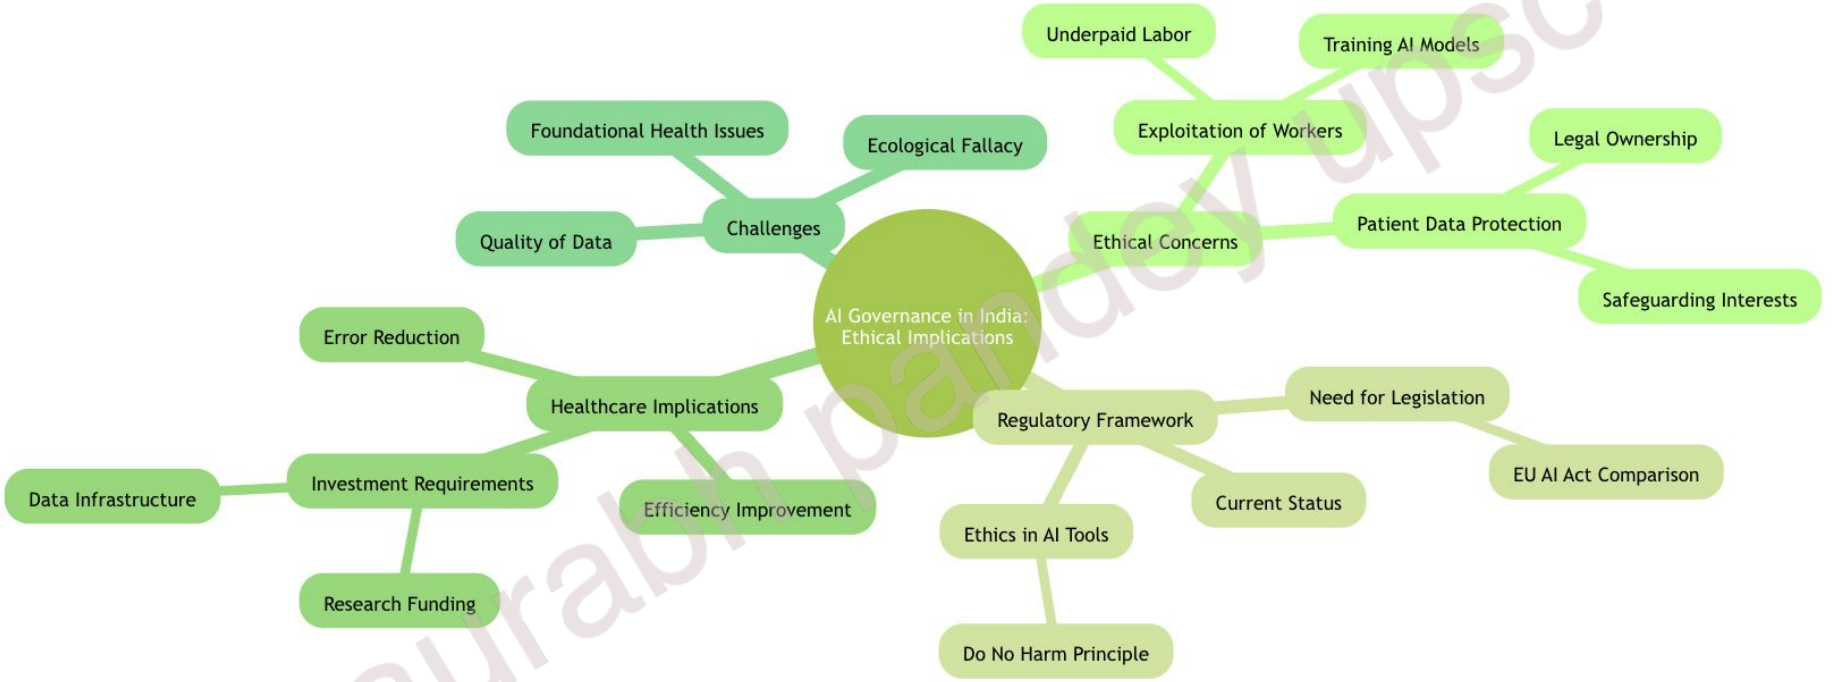 Underpaid Labor
Training AI Models
Foundational Health Issues
Ecological Fallacy
Exploitation of Workers
Legal Ownership
Quality of Data
Challenges
Ethical Concerns
Patient Data Protection
Safeguarding Interests
AI Governance in India:
Ethical Implications
Error Reduction
Healthcare Implications
Regulatory Framework
Need for Legislation
Data Infrastructure
Investment Requirements
Efficiency Improvement
Current Status
EU AI Act Comparison
Ethics in AI Tools
Research Funding
Do No Harm Principle
aurabh pandey upsc